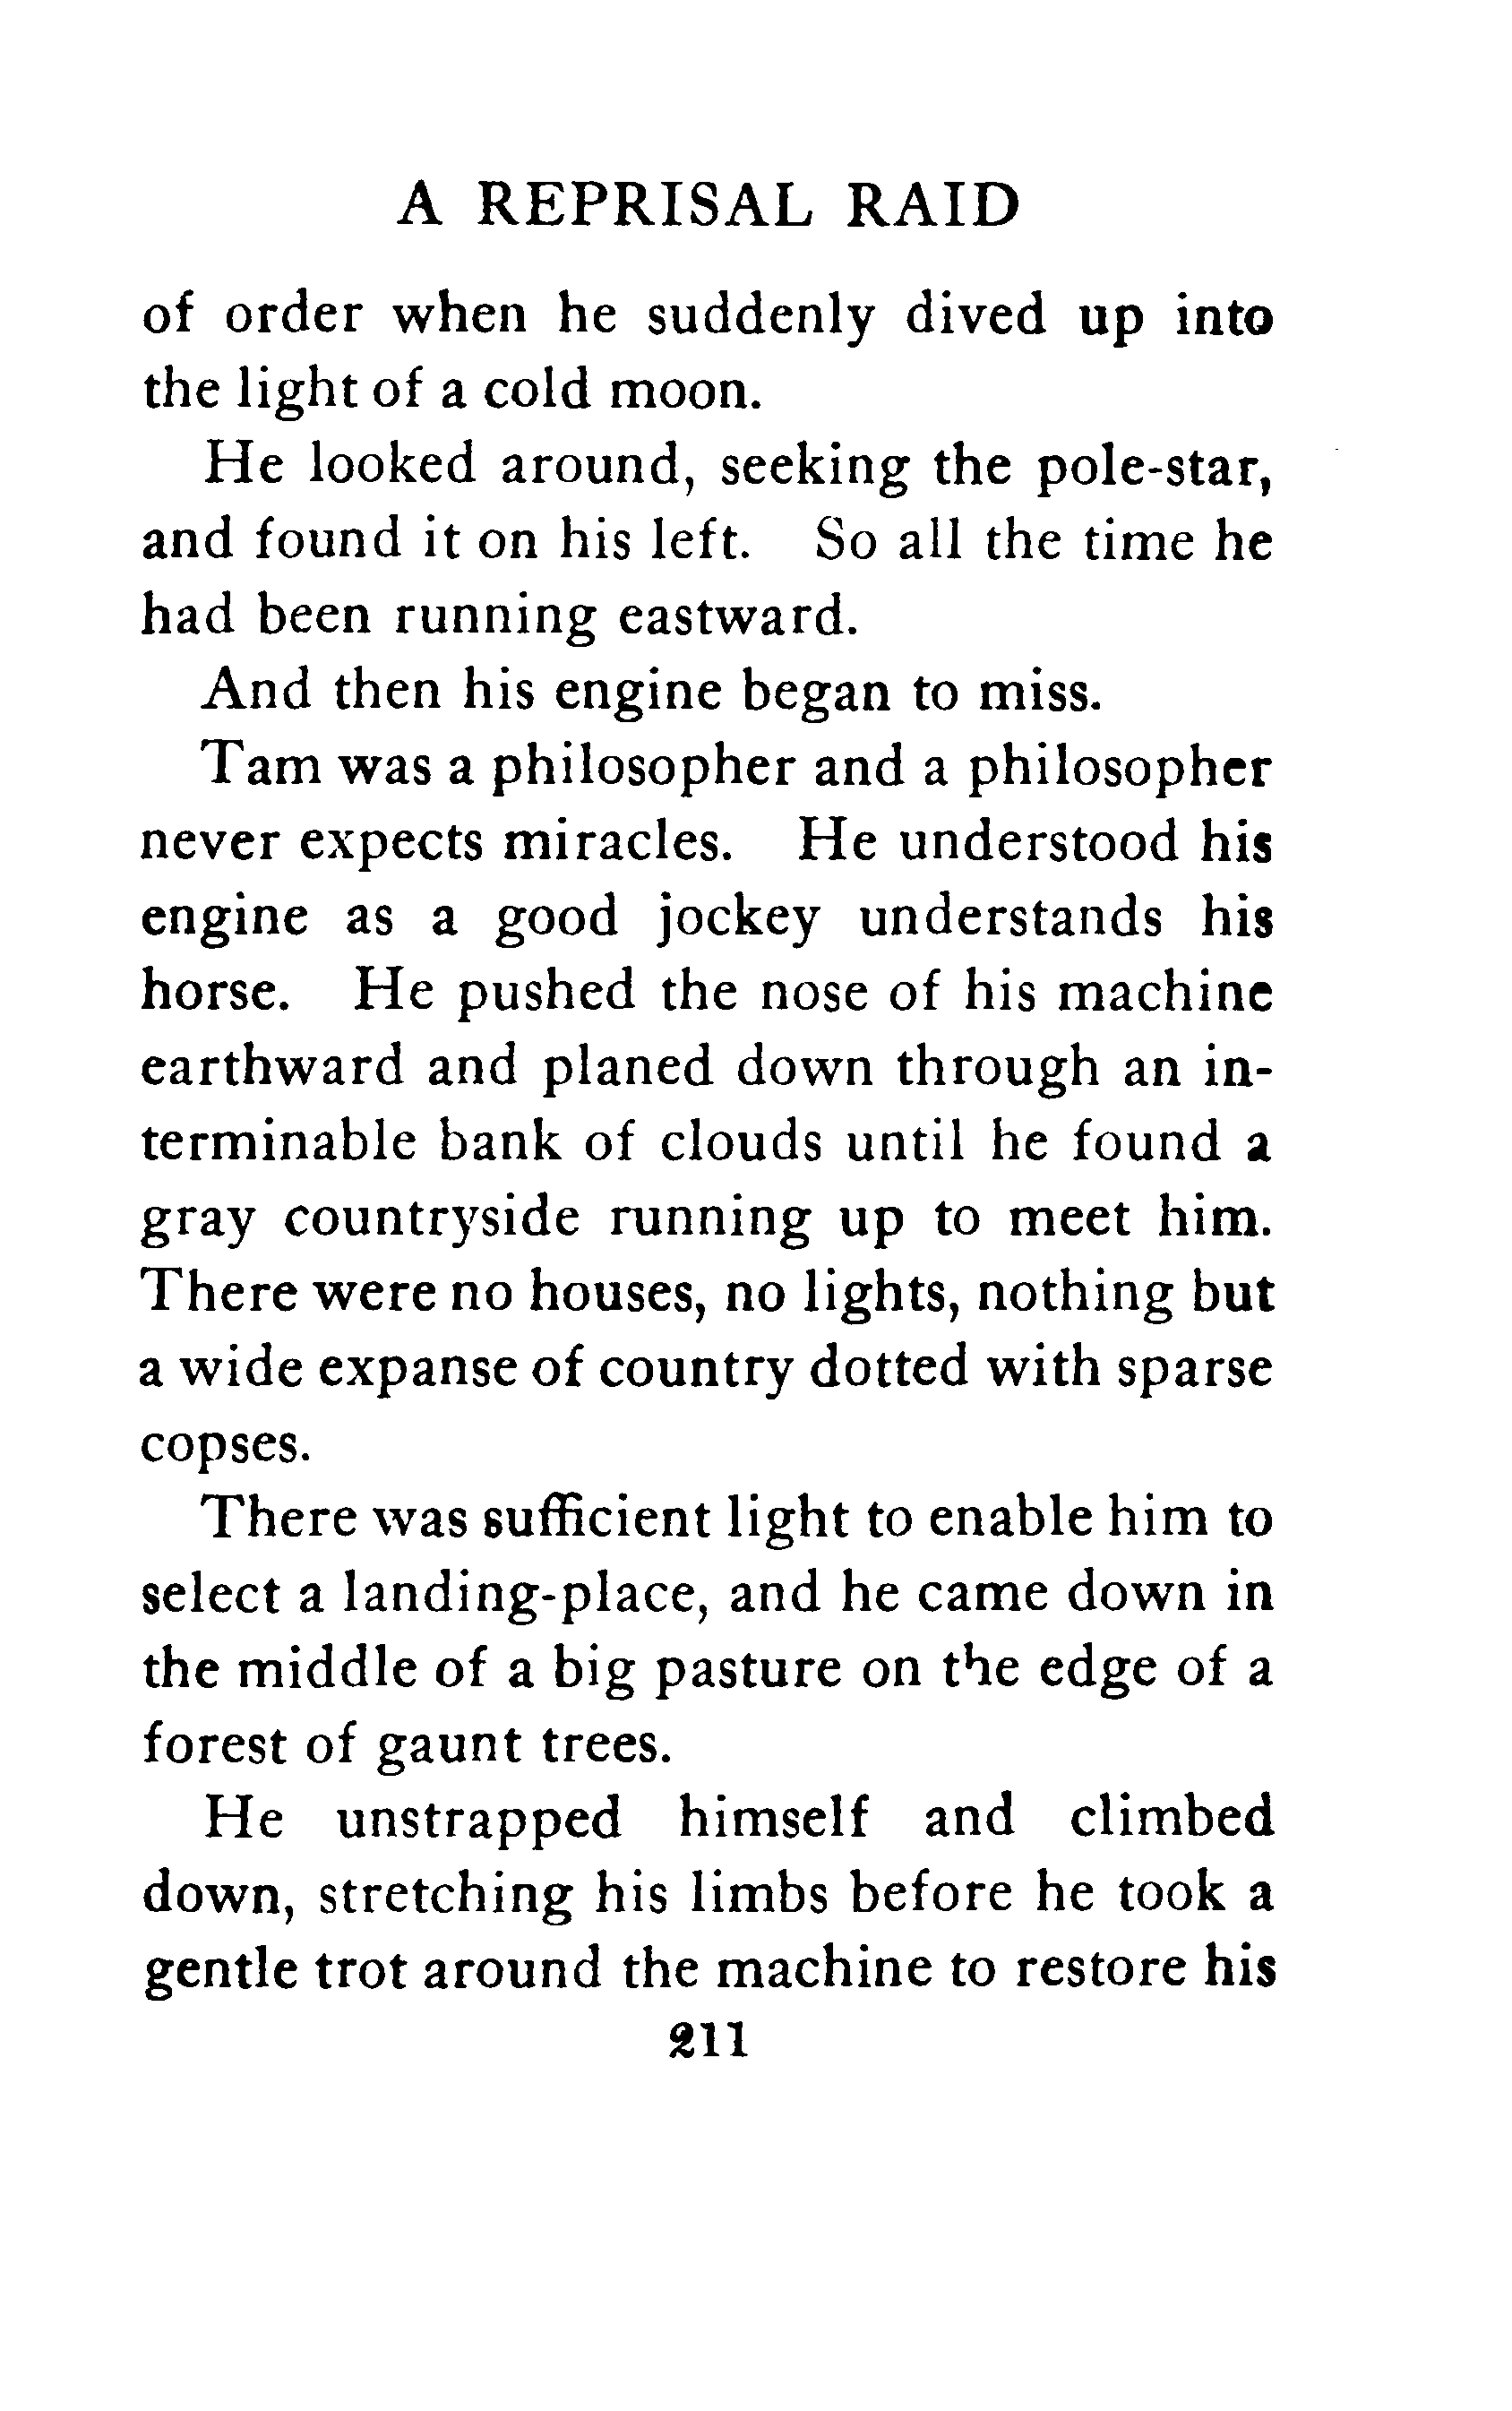 A REPRISAL RAID
of order when he suddenly dived up into
the light of a cold moon.
He looked around, seeking the pole-star,
and found it on his left. So all the time he
had been running eastward.
And then his engine began to miss.
Tam was a philosopher and a philosopher
never expects miracles. He understood his
engine as a good jockey understands his
horse. He pushed the nose of his machine
earthward and planed down through an in-
terminable bank of clouds until he found a
gray countryside running up to meet him.
There were no houses, no lights, nothing but
a wide expanse of country dotted with sparse
copses.
There was sufficient light to enable him to
select a landing-place, and he came down in
the middle of a big pasture on the edge of a
forest of gaunt trees.
He unstrapped himself and climbed
down, stretching his limbs before he took a
gentle trot around the machine to restore his
211